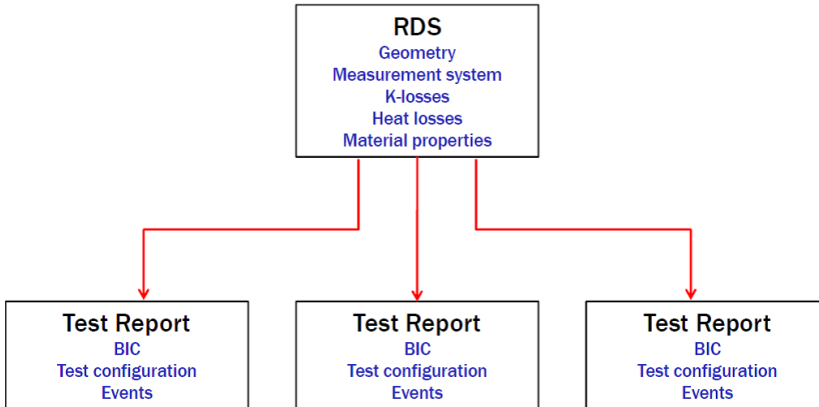 RDS
Geometry
Measurement system
K-losses
Heat losses
Material properties
Test Report
BIC
Test configuration
Events
Test Report
BIC
Test configuration
Events
Test Report
BIC
Test configuration
Events